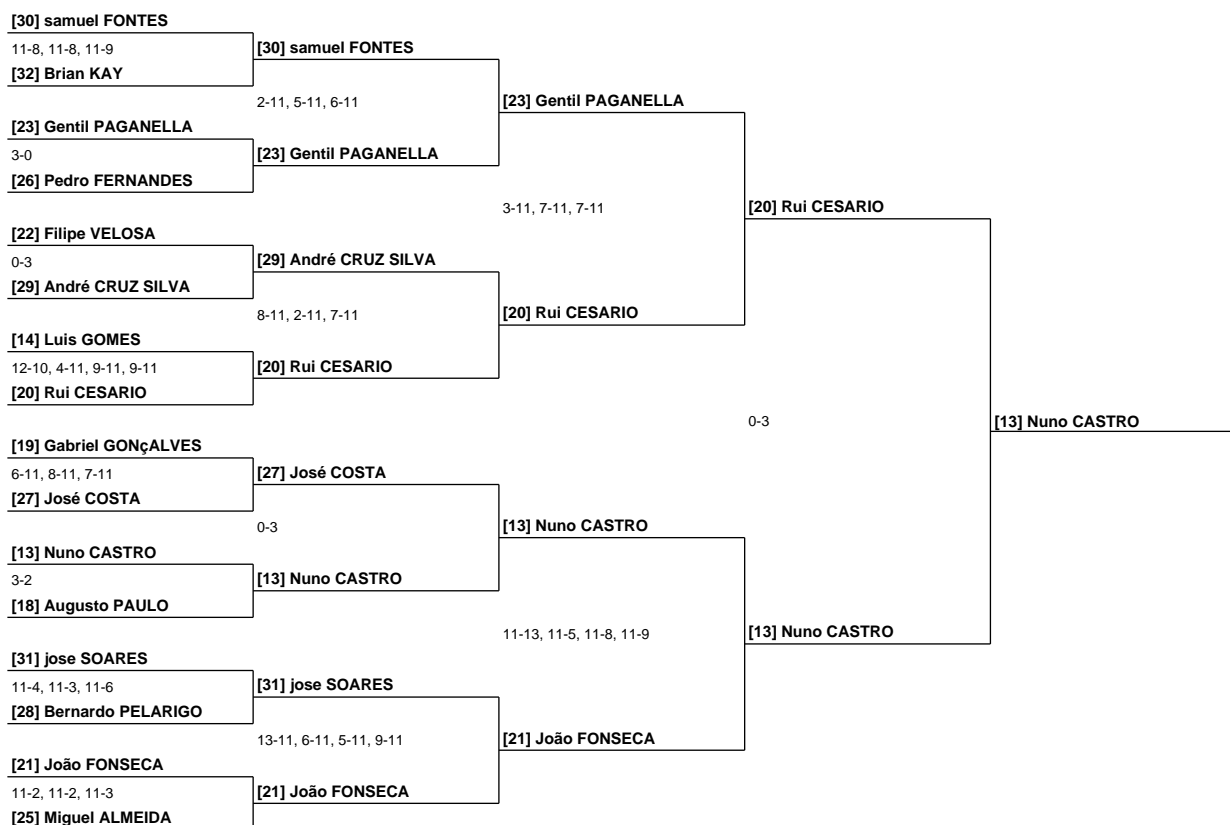 [30] samuel FONTES
11-8, 11-8, 11-9
[32] Brian KAY
[23] Gentil PAGANELLA
3-0
[26] Pedro FERNANDES
[22] Filipe VELOSA
0-3
[29] André CRUZ SILVA
[14] Luis GOMES
12-10, 4-11, 9-11, 9-11
[20] Rui CESARIO
[19] Gabriel GONçALVES
6-11, 8-11, 7-11
[27] José COSTA
[13] Nuno CASTRO
3-2
[18] Augusto PAULO
[31] jose SOARES
11-4, 11-3, 11-6
[28] Bernardo PELARIGO
[21] João FONSECA
11-2, 11-2, 11-3
[25] Miguel ALMEIDA
[30] samuel FONTES
2-11, 5-11, 6-11
[23] Gentil PAGANELLA
[29] André CRUZ SILVA
8-11, 2-11, 7-11
[20] Rui CESARIO
[27] José COSTA
0-3
[13] Nuno CASTRO
[31] jose SOARES
13-11, 6-11, 5-11, 9-11
[21] João FONSECA
[23] Gentil PAGANELLA
3-11, 7-11, 7-11
[20] Rui CESARIO
[13] Nuno CASTRO
11-13, 11-5, 11-8, 11-9
[21] João FONSECA
[20] Rui CESARIO
0-3
[13] Nuno CASTRO
[13] Nuno CASTRO